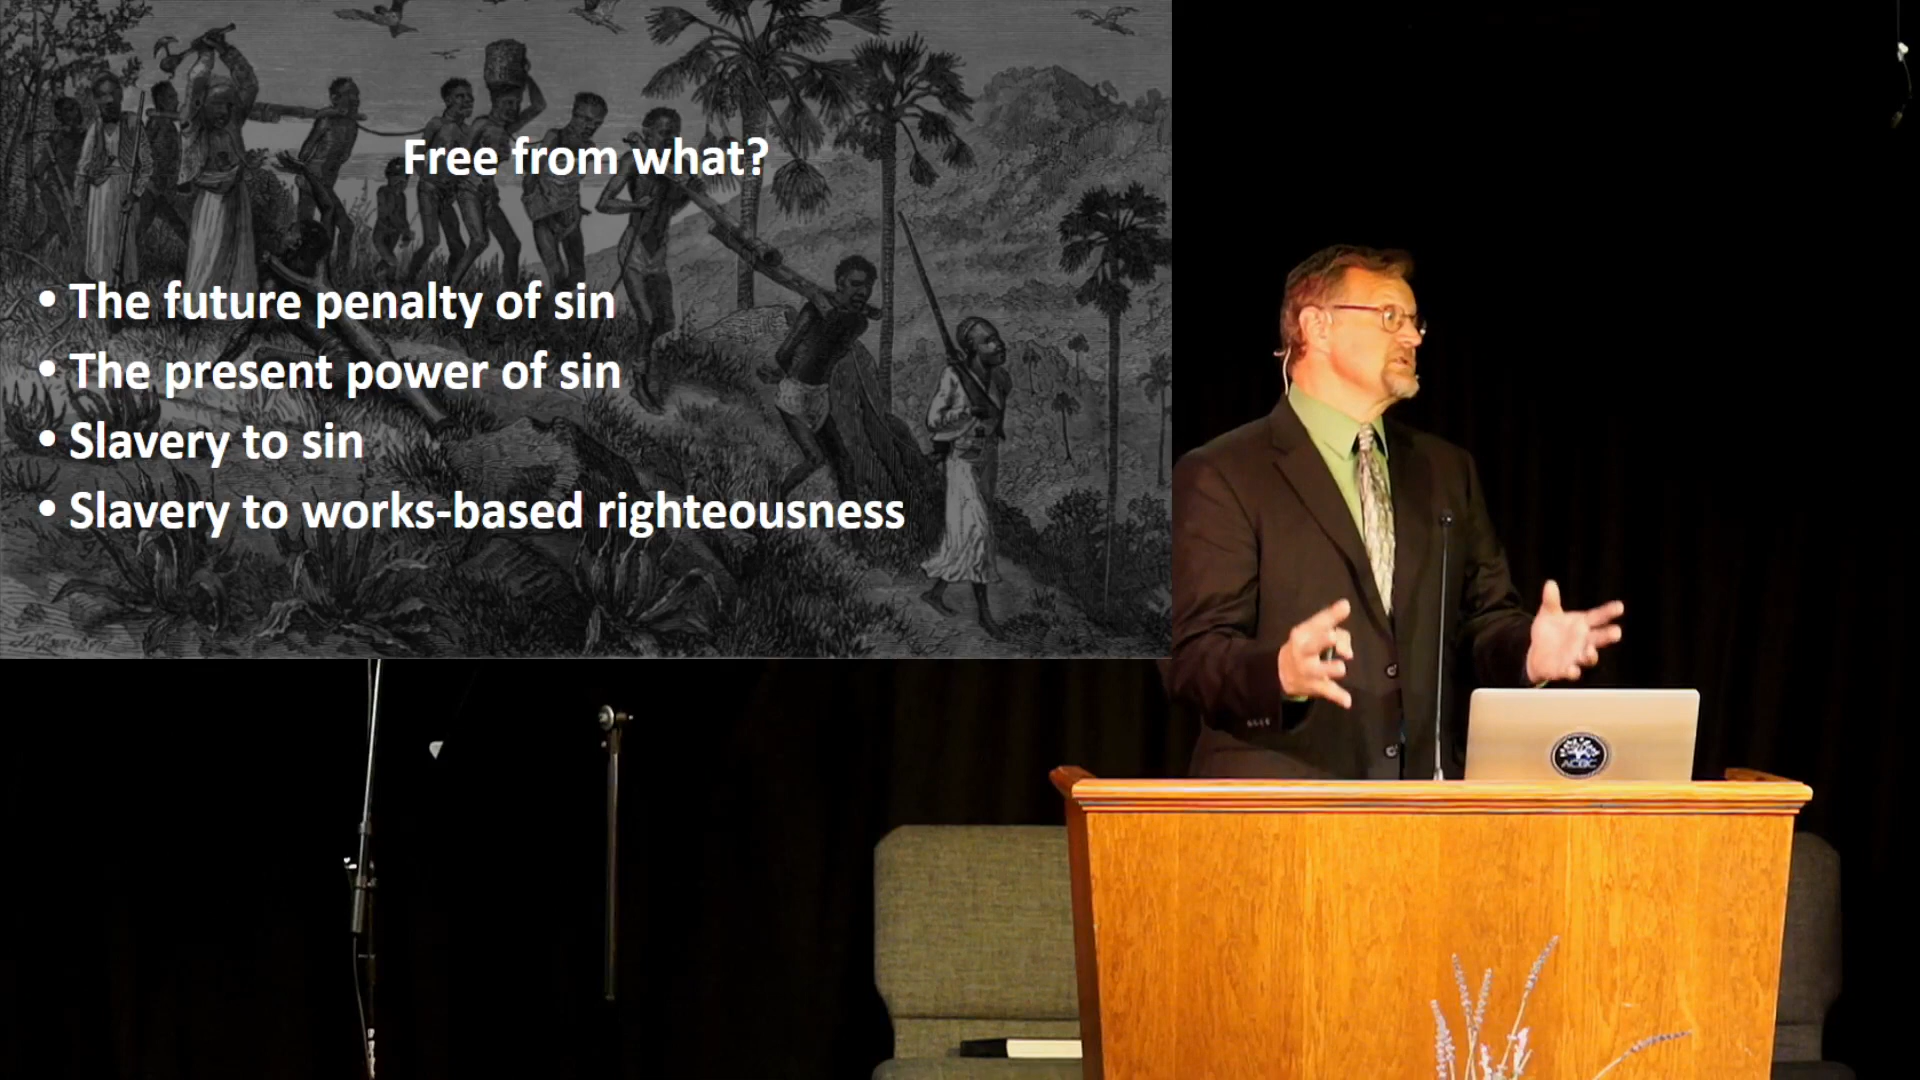 Free from what?
• The future penalty of sin
• The present power of sin
• Slavery to sin
• Slavery to works-based righteousness
ACBC